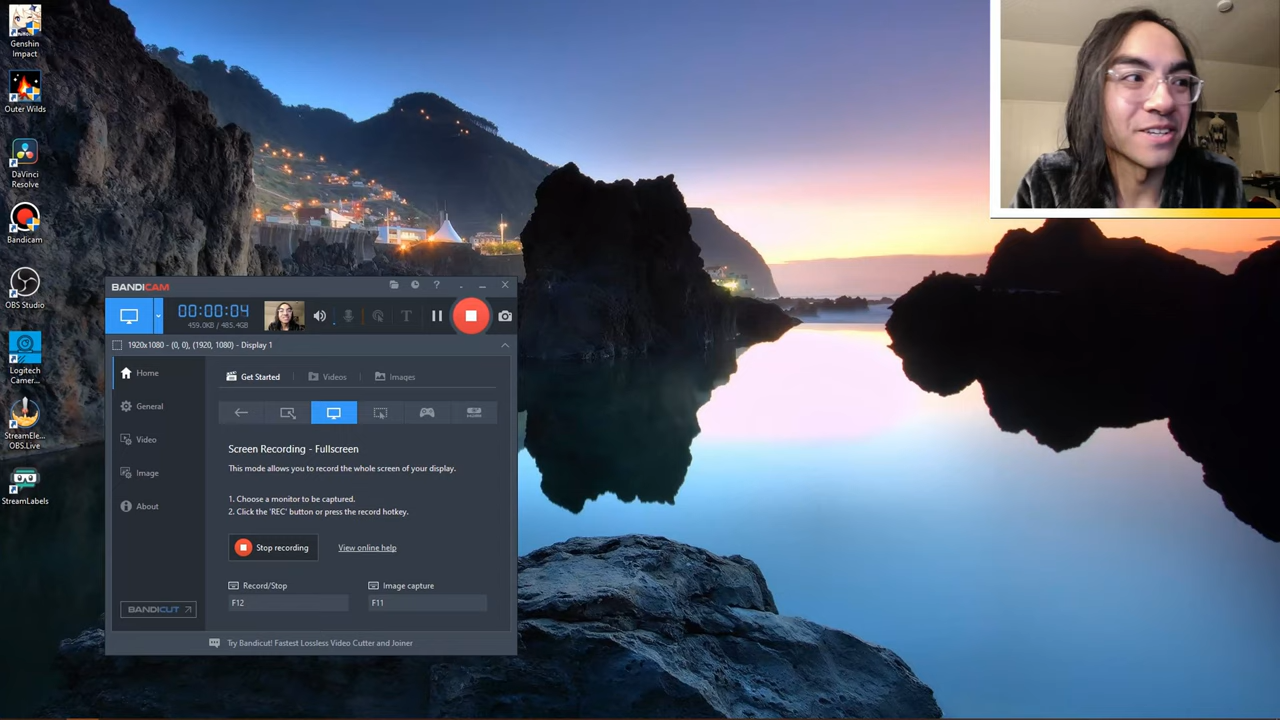 Genshin
Impact
Outer Wilds
DaVinci
Resolve
Bandicam
OBS Studio
Logitech
Camer...
StreamEle...
OBS.Live
StreamLabels
BANDICAM
?
00:00:04
459.0KB / 485.4GB
T
1920x1080 - (0, 0), (1920, 1080) - Display 1
Home
General
Video
Image
About
BANDICUT
Get Started
Videos
Images
Screen Recording - Fullscreen
This mode allows you to record the whole screen of your display.
1. Choose a monitor to be captured.
2. Click the 'REC' button or press the record hotkey.
Stop recording
View online help
Record/Stop
Image capture
F12
F11
Try Bandicut! Fastest Lossless Video Cutter and Joiner